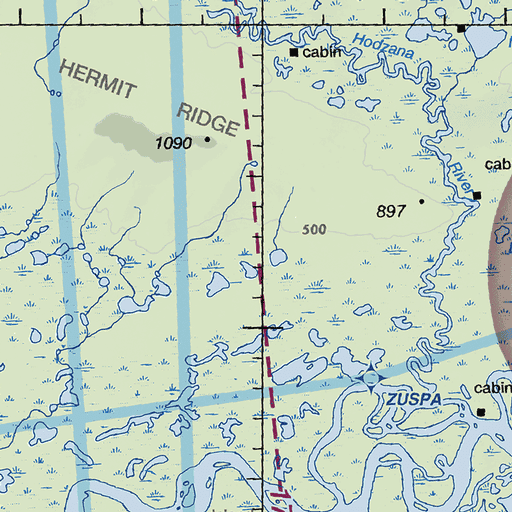 Hodzana
cabin
HERMIT
RIDGE
1090
cab
River
897
500
cabin
ZUSPA